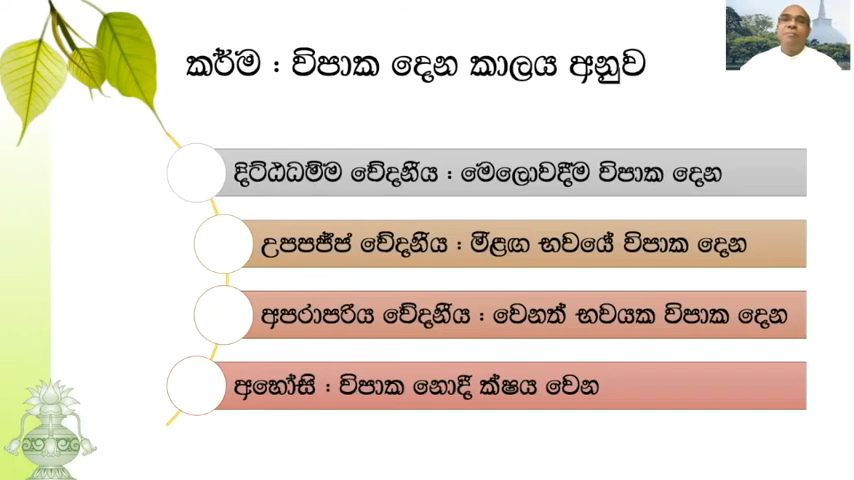 කර්ම : විපාක දෙන කාලය අනුව
දිට්ඨධම්ම වේදනීය : මෙලොවදීම විපාක දෙන
උපපජ්ජ වේදනීය : මීළඟ භවයේ විපාක දෙන
අපරාපරිය වේදනීය : වෙනත් භවයක විපාක දෙන
අහෝසි : විපාක නොදී ක්ෂය වෙන